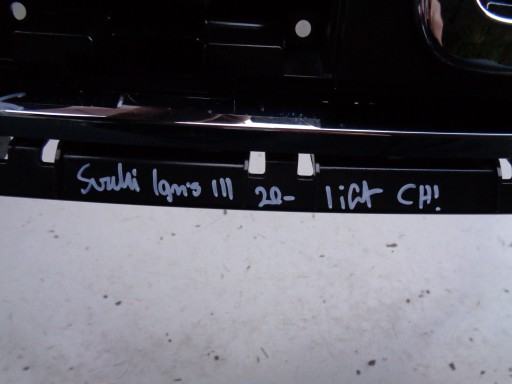 Suzuki Ignis III 20- lift CH!